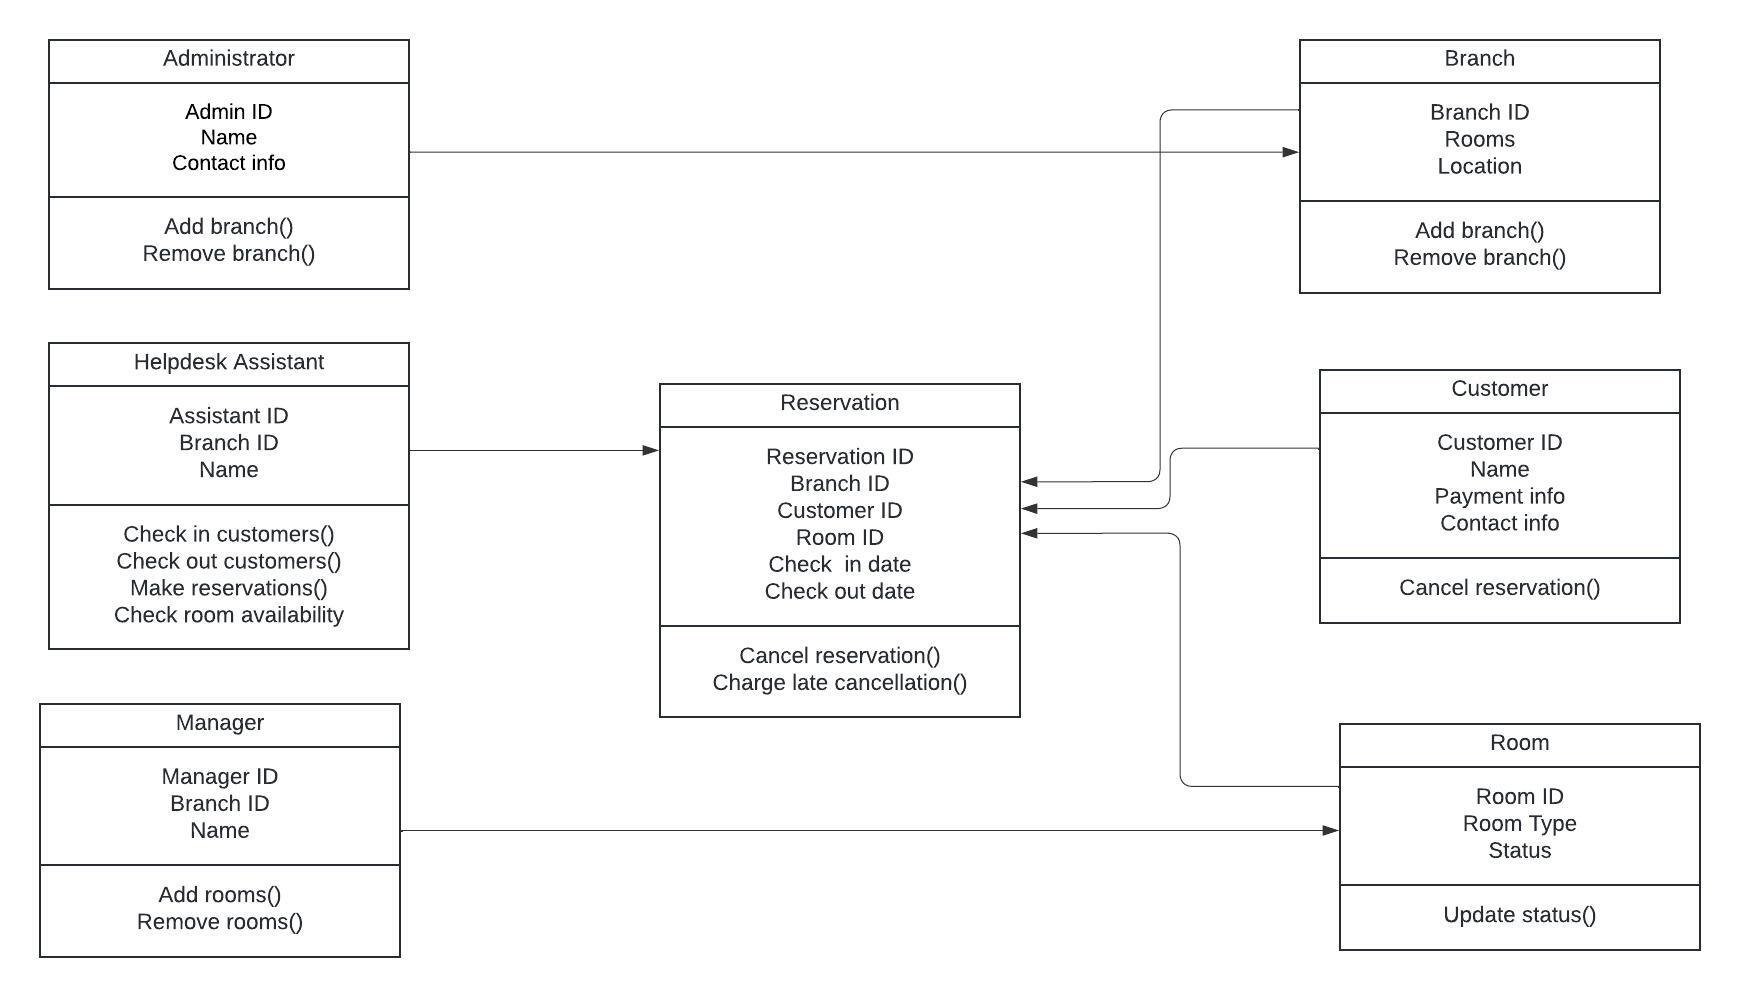 Administrator
Admin ID
Name
Contact info
Add branch()
Remove branch()
Branch
Branch ID
Rooms
Location
Add branch()
Remove branch()
Helpdesk Assistant
Assistant ID
Branch ID
Name
Check in customers()
Check out customers()
Make reservations()
Check room availability
Reservation
Reservation ID
Branch ID
Customer ID
Room ID
Check  in date
Check out date
Cancel reservation()
Charge late cancellation()
Customer
Customer ID
Name
Payment info
Contact info
Cancel reservation()
Manager
Manager ID
Branch ID
Name
Add rooms()
Remove rooms()
Room
Room ID
Room Type
Status
Update status()